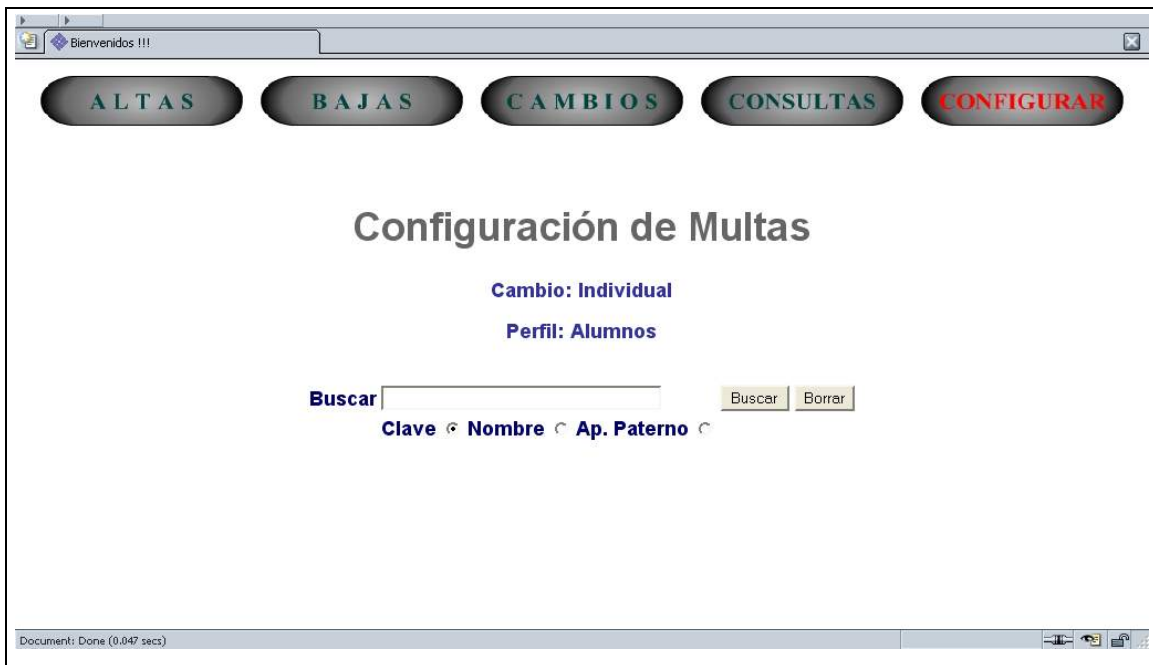 Bienvenidos !!!
ALTAS BAJAS CAMBIOS CONSULTAS CONFIGURAR
Configuración de Multas
Cambio: Individual
Perfil: Alumnos
Buscar Buscar Borrar
Clave Nombre Ap. Paterno
Document: Done (0.047 secs)